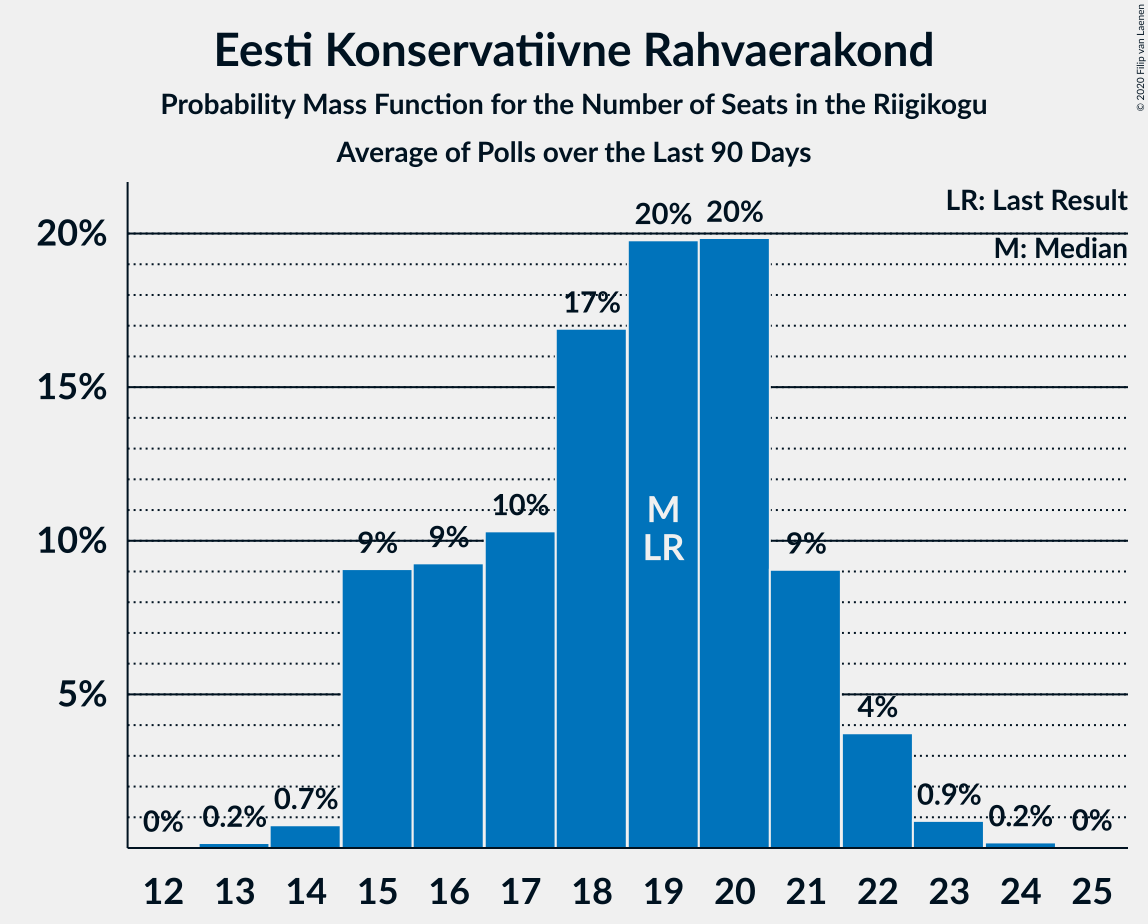 Eesti Konservatiivne Rahvaerakond
Probability Mass Function for the Number of Seats in the Riigikogu
Average of Polls over the Last 90 Days
© 2020 Filip van Laenen
LR: Last Result
M: Median
20%
15%
10%
5%
0%
0.2%
0.7%
9%
9%
10%
17%
20%
20%
9%
4%
0.9%
0.2%
0%
M
LR
12 13 14 15 16 17 18 19 20 21 22 23 24 25